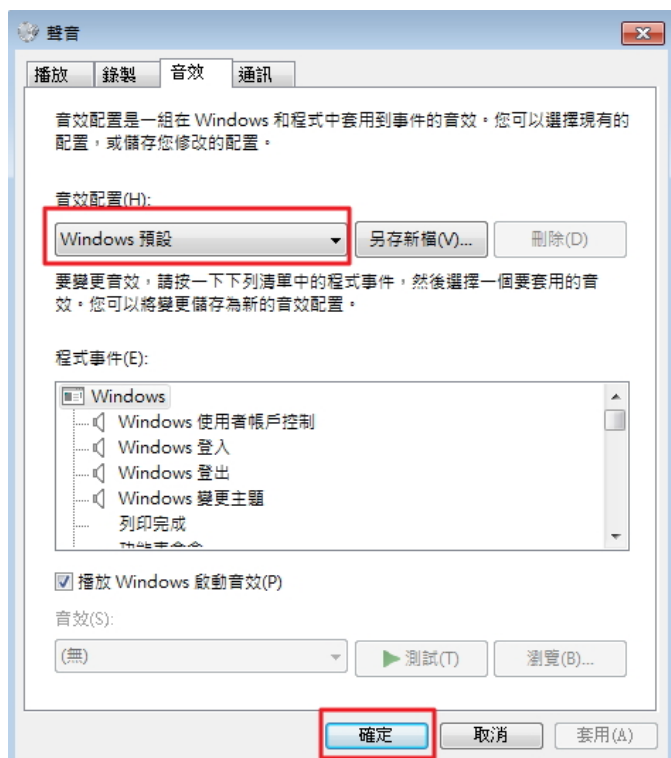 聲音
播放 錄製 音效 通訊
音效配置是一組在 Windows 和程式中套用到事件的音效。您可以選擇現有的
配置，或儲存您修改的配置。
音效配置(H):
Windows 預設 另存新檔(V)... 刪除(D)
要變更音效，請按一下下列清單中的程式事件，然後選擇一個要套用的音
效。您可以將變更儲存為新的音效配置。
程式事件(E):
Windows
Windows 使用者帳戶控制
Windows 登入
Windows 登出
Windows 變更主題
列印完成
播放 Windows 啟動音效(P)
音效(S):
(無) 測試(T) 瀏覽(B)...
確定 取消 套用(A)